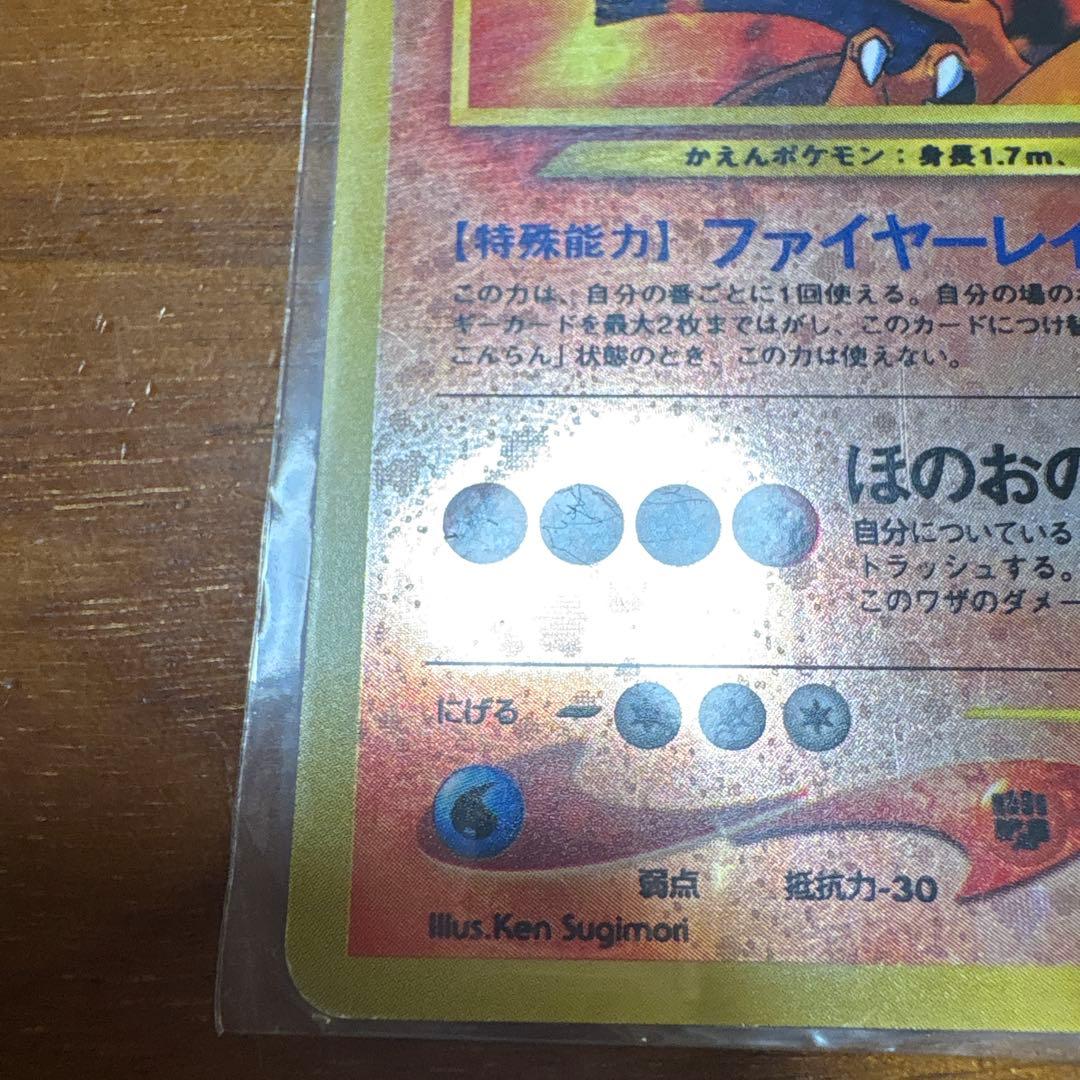 かえんポケモン：身長1.7m、
【特殊能力】 ファイヤーレイ
この力は、自分の番ごとに1回使える。自分の場の
ギーカードを最大2枚まではがし、このカードにつけ替
こんらん」状態のとき、この力は使えない。
ほのおの
自分についている
トラッシュする。
このワザのダメー
にげる
弱点 抵抗力-30
Illus.Ken Sugimori